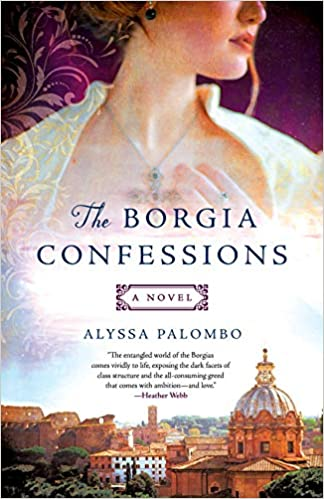 The BORGIA
CONFESSIONS
A NOVEL
ALYSSA PALOMBO
"The entangled world of the Borgias
comes vividly to life, exposing the dark facets of
class structure and the all-consuming greed
that comes with ambition—and love."
—Heather Webb